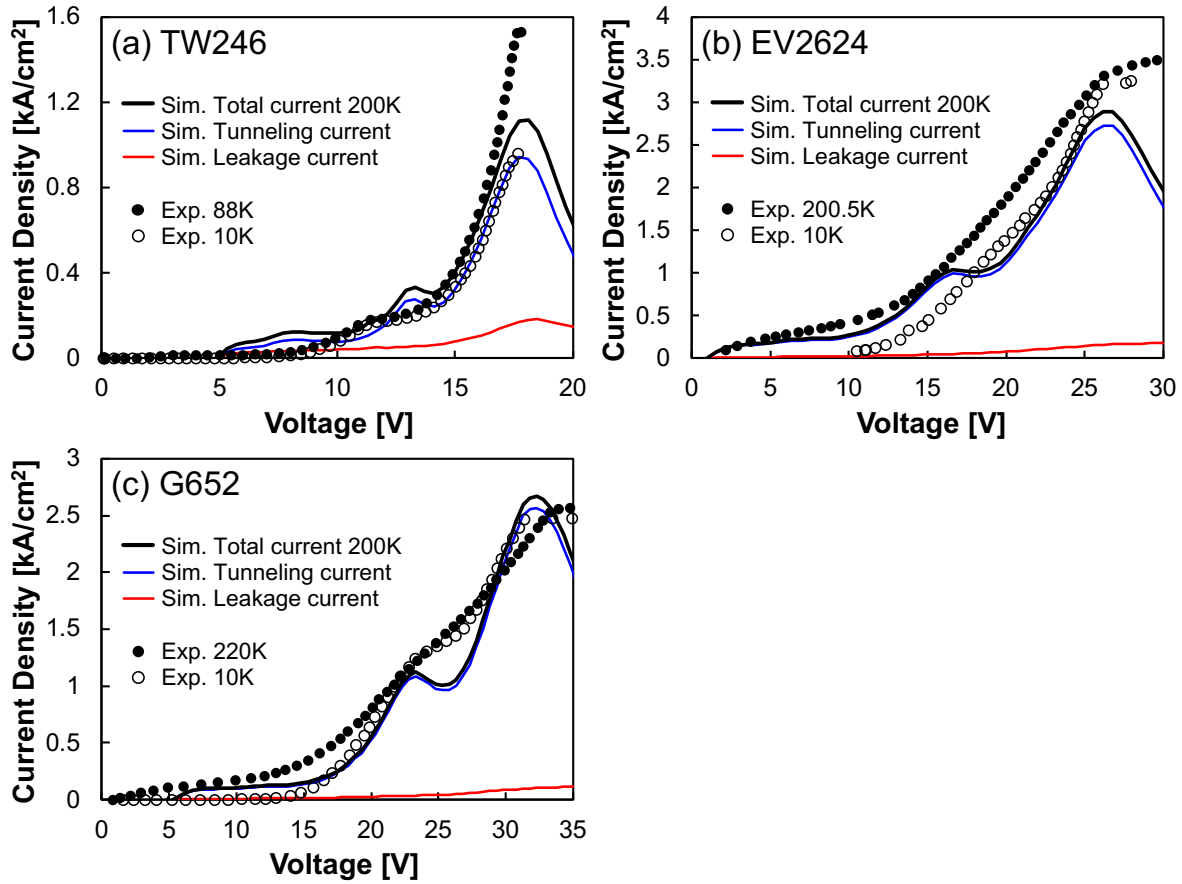 (a) TW246
Current Density [kA/cm²]
1.6
1.2
0.8
0.4
0
Sim. Total current 200K
Sim. Tunneling current
Sim. Leakage current
Exp. 88K
Exp. 10K
0 5 10 15 20
Voltage [V]
(b) EV2624
Current Density [kA/cm²]
4
3.5
3
2.5
2
1.5
1
0.5
0
Sim. Total current 200K
Sim. Tunneling current
Sim. Leakage current
Exp. 200.5K
Exp. 10K
0 5 10 15 20 25 30
Voltage [V]
(c) G652
Current Density [kA/cm²]
3
2.5
2
1.5
1
0.5
0
Sim. Total current 200K
Sim. Tunneling current
Sim. Leakage current
Exp. 220K
Exp. 10K
0 5 10 15 20 25 30 35
Voltage [V]